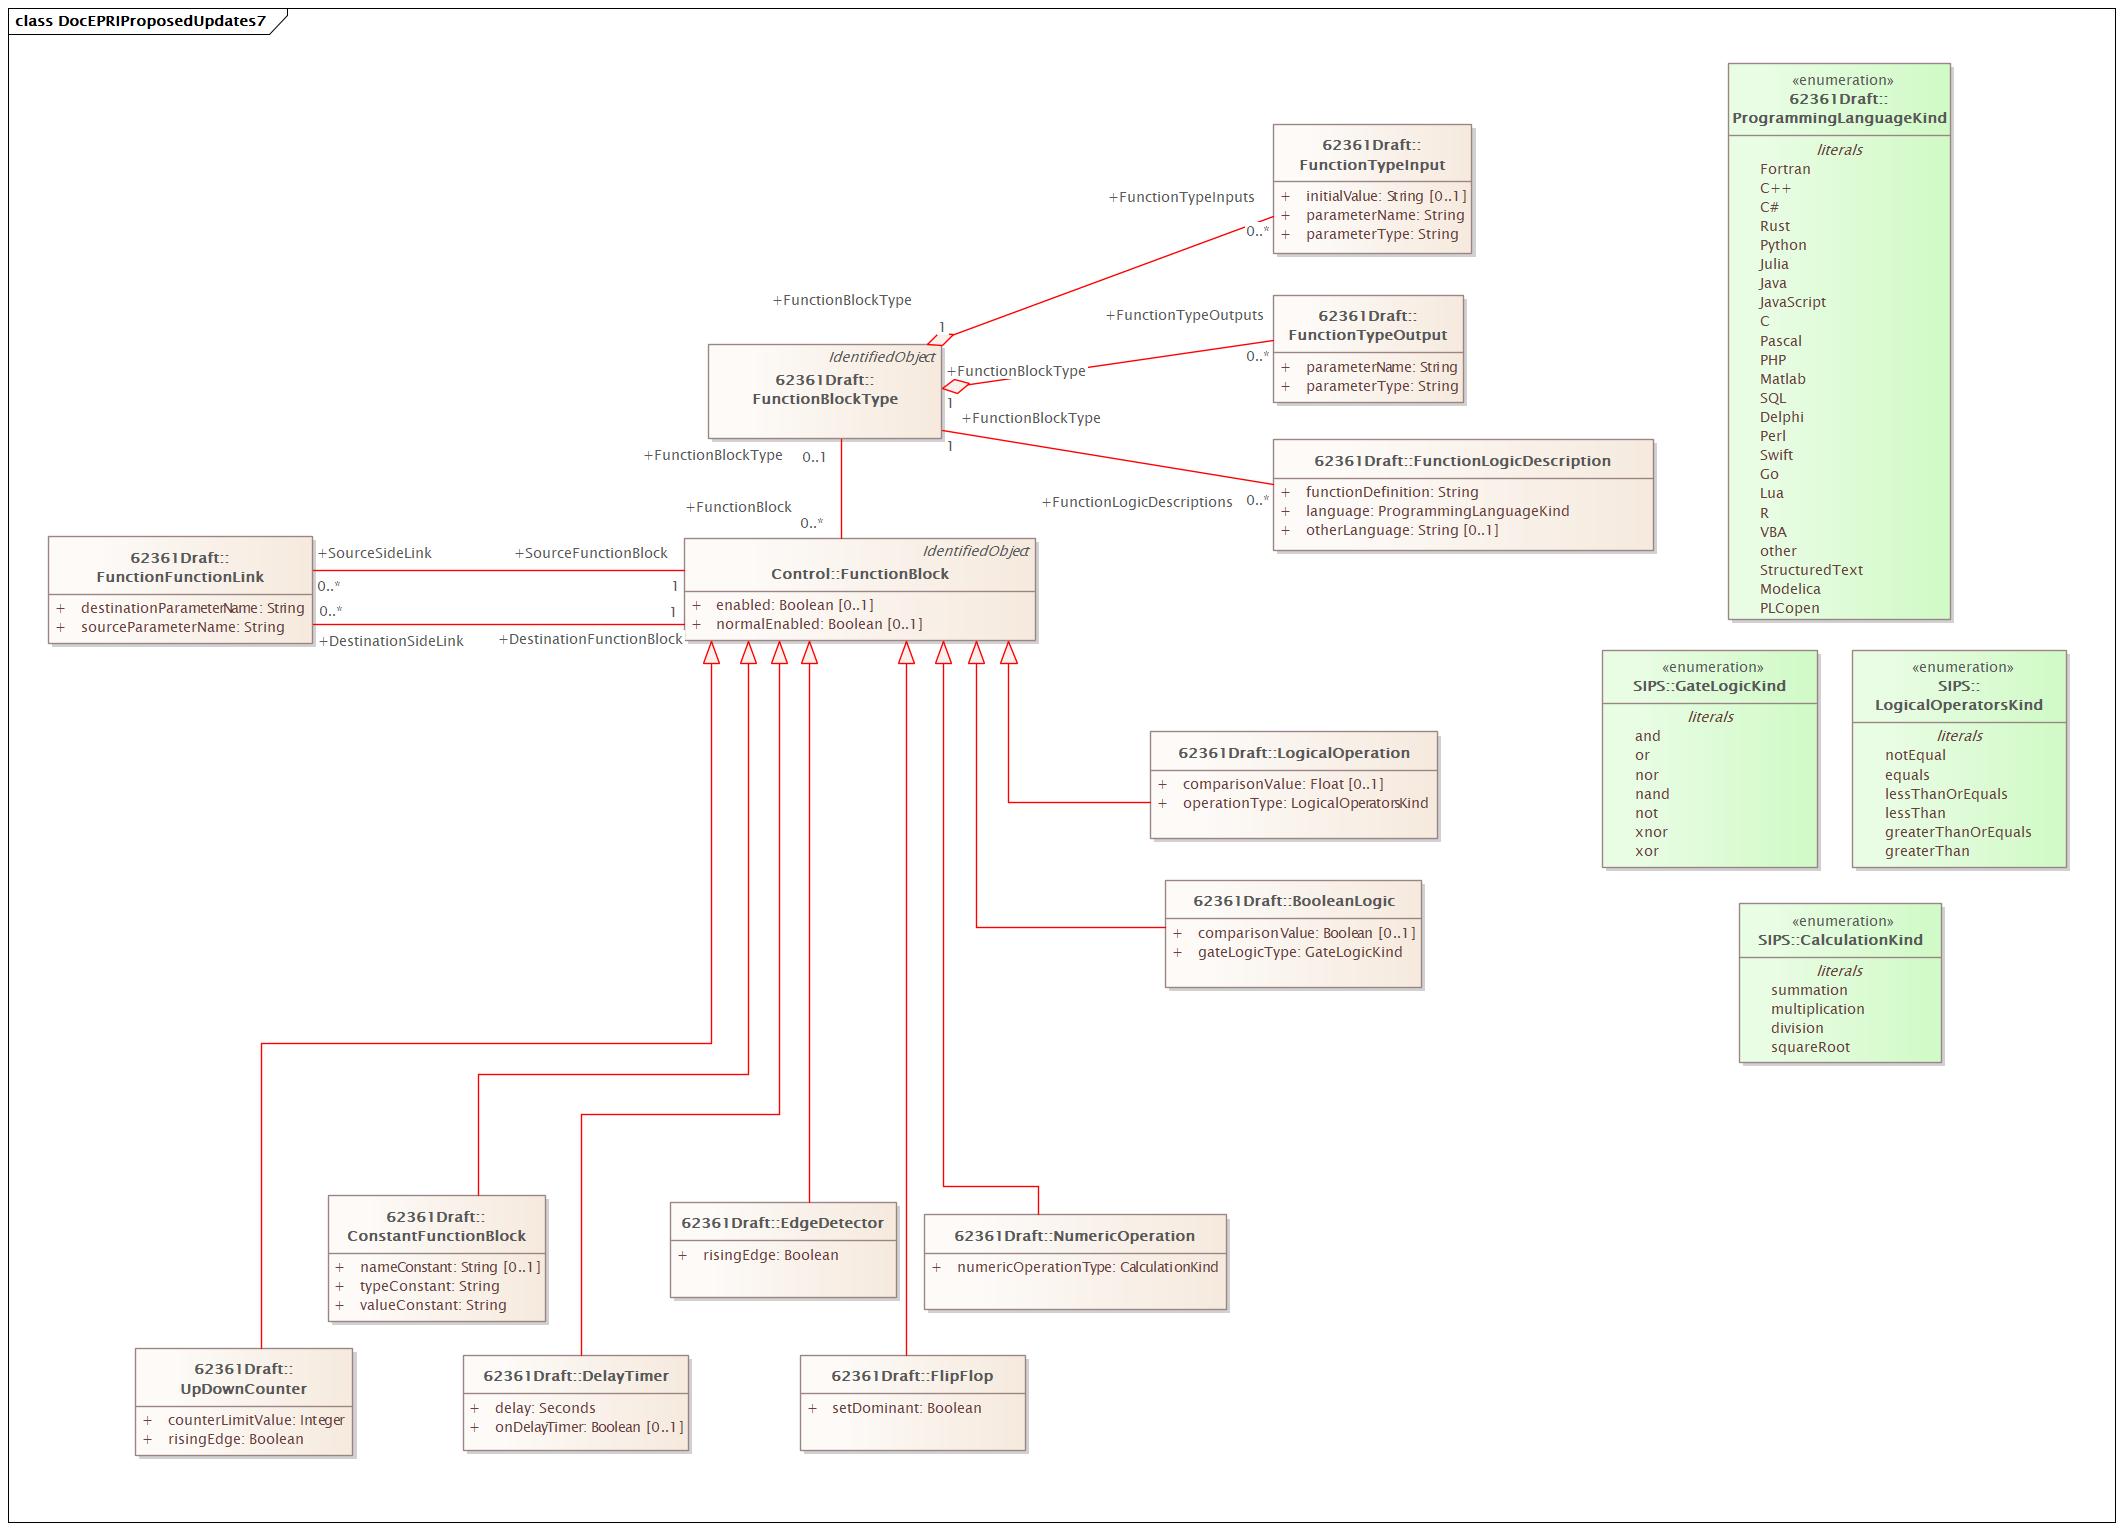 class DocEPRIProposedUpdates7
«enumeration»
62361Draft::
ProgrammingLanguageKind
literals
Fortran
C++
C#
Rust
Python
Julia
Java
JavaScript
C
Pascal
PHP
Matlab
SQL
Delphi
Perl
Swift
Go
Lua
R
VBA
other
StructuredText
Modelica
PLCopen
62361Draft::
FunctionTypeInput
+ initialValue: String [0..1]
+ parameterName: String
+ parameterType: String
+FunctionTypeInputs
0..*
+FunctionBlockType
1
62361Draft::
FunctionTypeOutput
+ parameterName: String
+ parameterType: String
+FunctionTypeOutputs
0..*
+FunctionBlockType
1
IdentifiedObject
62361Draft::
FunctionBlockType
+FunctionBlockType
1
62361Draft::FunctionLogicDescription
+ functionDefinition: String
+ language: ProgrammingLanguageKind
+ otherLanguage: String [0..1]
+FunctionLogicDescriptions
0..*
+FunctionBlockType
0..1
+FunctionBlock
0..*
62361Draft::
FunctionFunctionLink
+ destinationParameterName: String
+ sourceParameterName: String
+SourceSideLink
+SourceFunctionBlock
0..*
1
0..*
1
+DestinationSideLink
+DestinationFunctionBlock
IdentifiedObject
Control::FunctionBlock
+ enabled: Boolean [0..1]
+ normalEnabled: Boolean [0..1]
«enumeration»
SIPS::GateLogicKind
literals
and
or
nor
nand
not
xnor
xor
«enumeration»
SIPS::
LogicalOperatorsKind
literals
notEqual
equals
lessThanOrEquals
lessThan
greaterThanOrEquals
greaterThan
62361Draft::LogicalOperation
+ comparisonValue: Float [0..1]
+ operationType: LogicalOperatorsKind
62361Draft::BooleanLogic
+ comparisonValue: Boolean [0..1]
+ gateLogicType: GateLogicKind
«enumeration»
SIPS::CalculationKind
literals
summation
multiplication
division
squareRoot
62361Draft::
ConstantFunctionBlock
+ nameConstant: String [0..1]
+ typeConstant: String
+ valueConstant: String
62361Draft::EdgeDetector
+ risingEdge: Boolean
62361Draft::NumericOperation
+ numericOperationType: CalculationKind
62361Draft::
UpDownCounter
+ counterLimitValue: Integer
+ risingEdge: Boolean
62361Draft::DelayTimer
+ delay: Seconds
+ onDelayTimer: Boolean [0..1]
62361Draft::FlipFlop
+ setDominant: Boolean